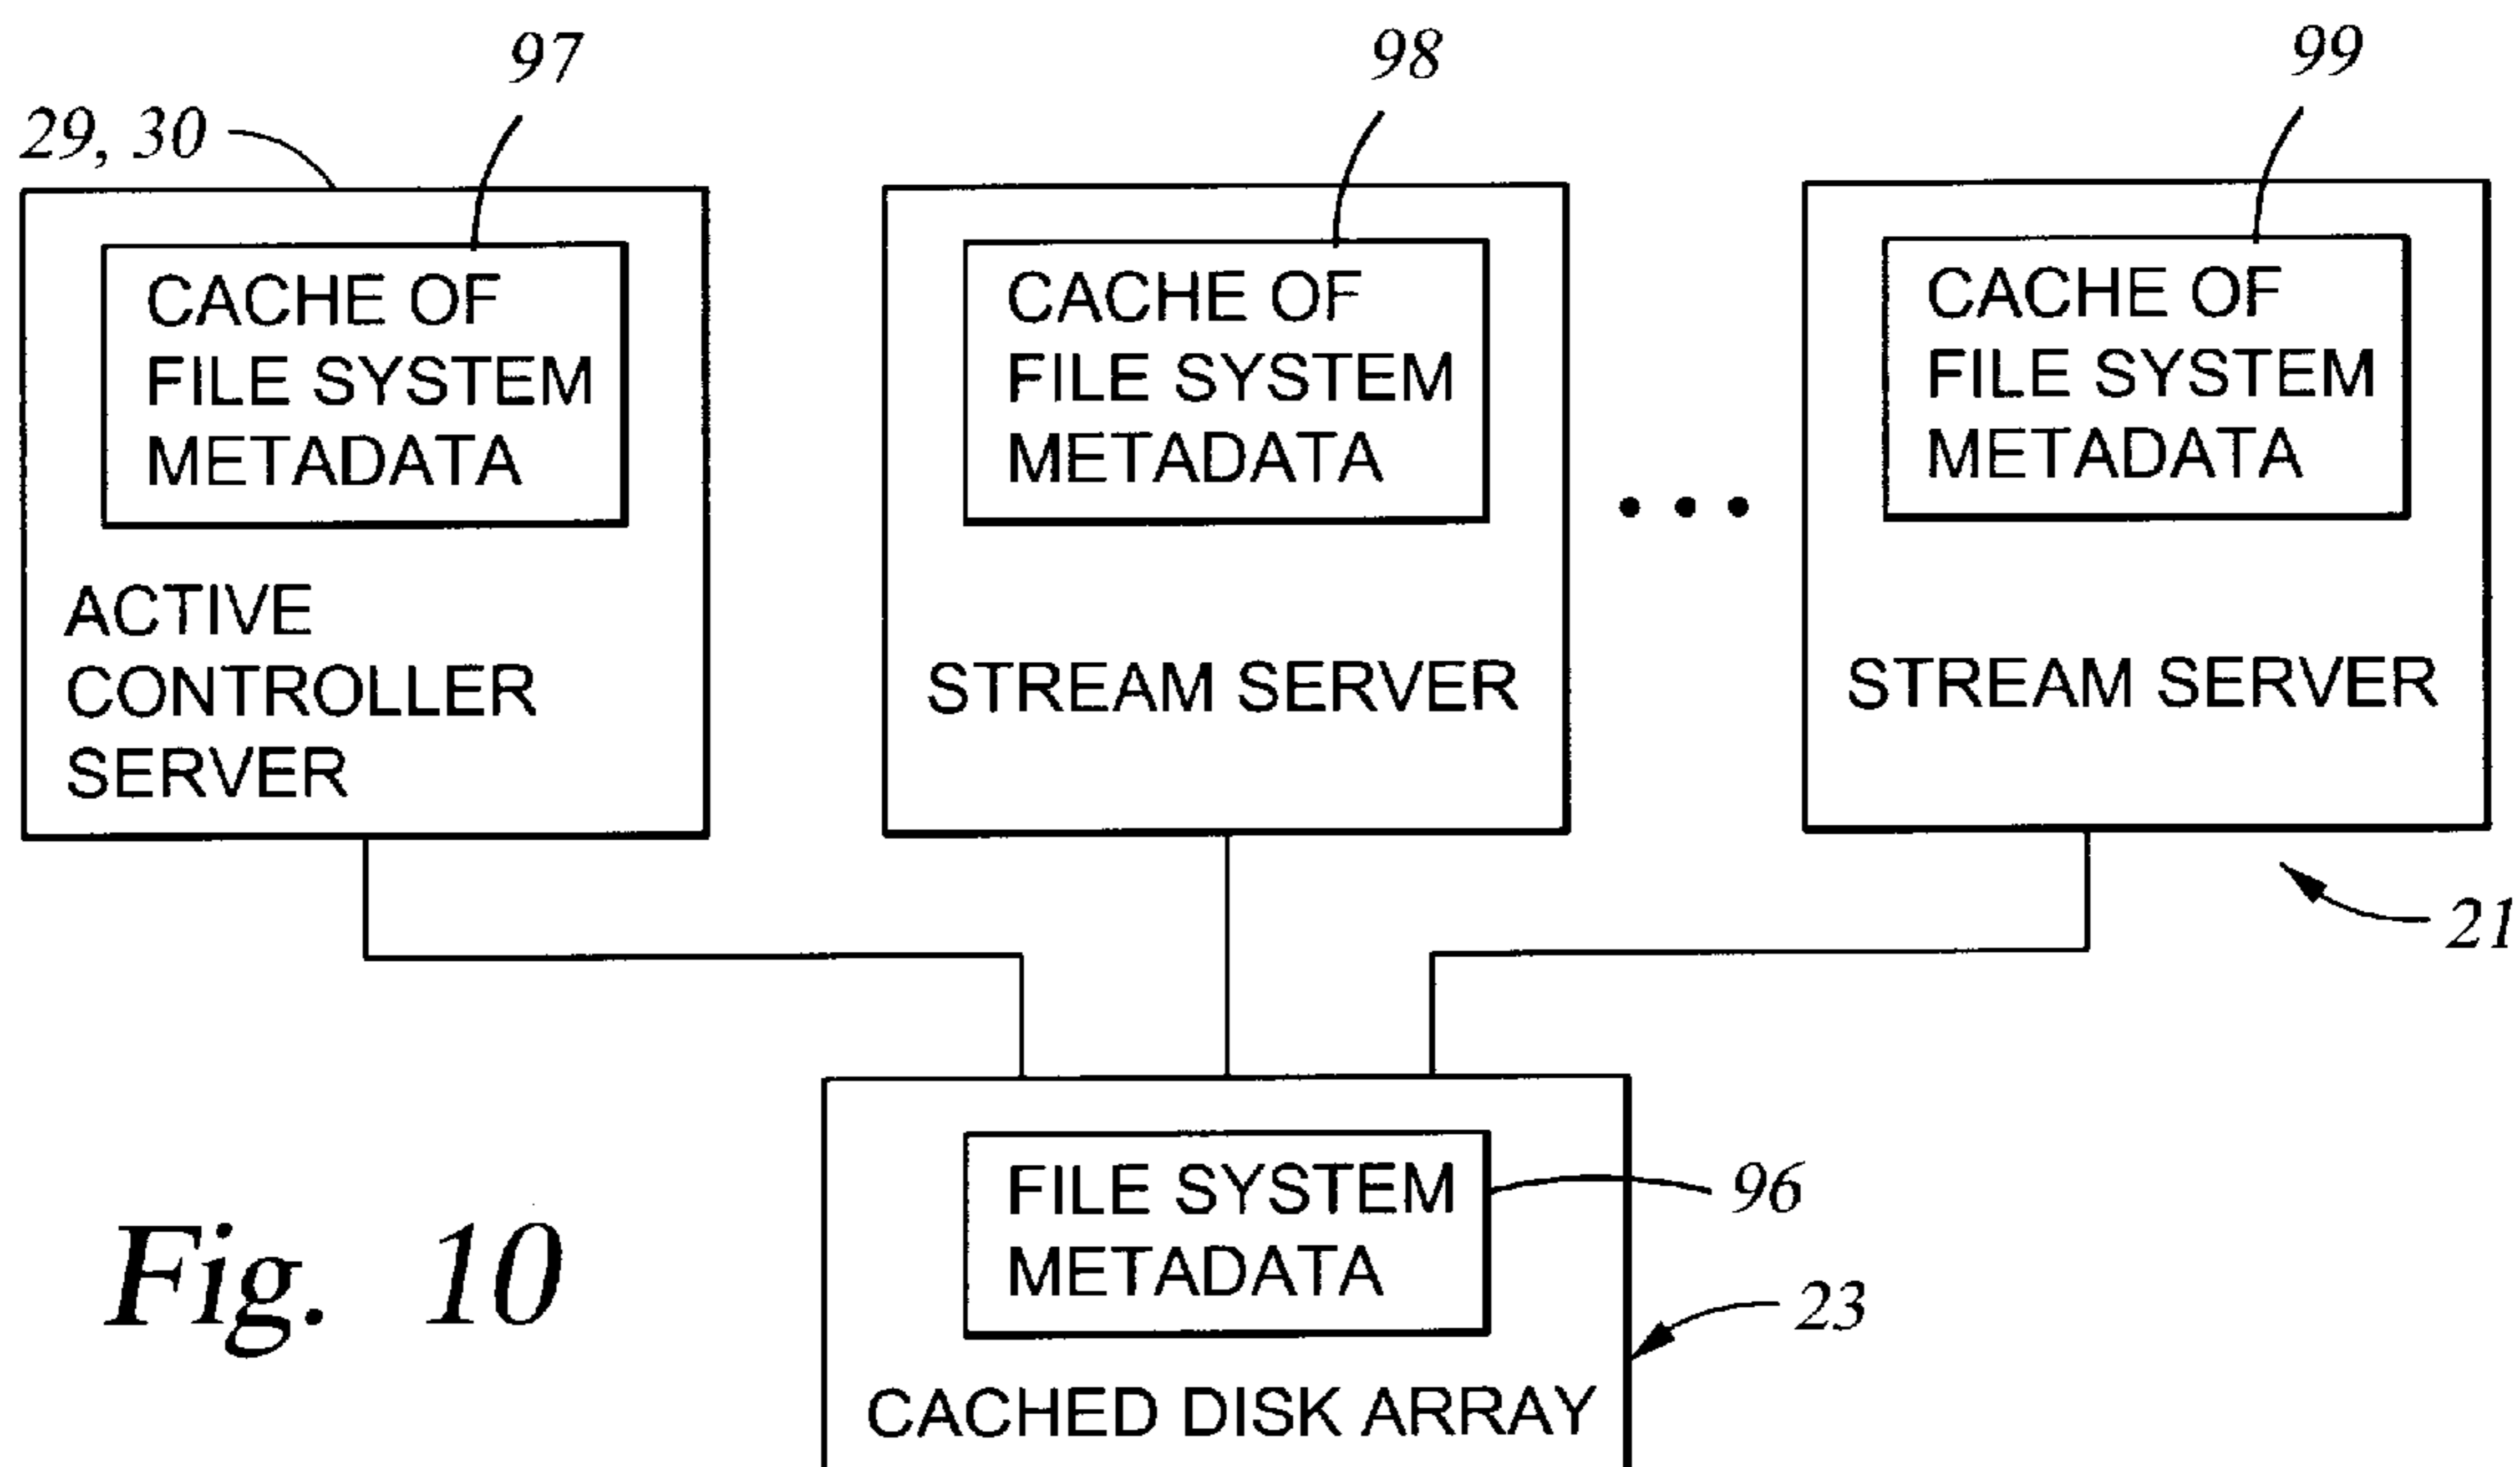 97
98
99
29, 30
CACHE OF
FILE SYSTEM
METADATA
ACTIVE
CONTROLLER
SERVER
CACHE OF
FILE SYSTEM
METADATA
STREAM SERVER
CACHE OF
FILE SYSTEM
METADATA
STREAM SERVER
21
FILE SYSTEM
METADATA
96
23
CACHED DISK ARRAY
Fig. 10